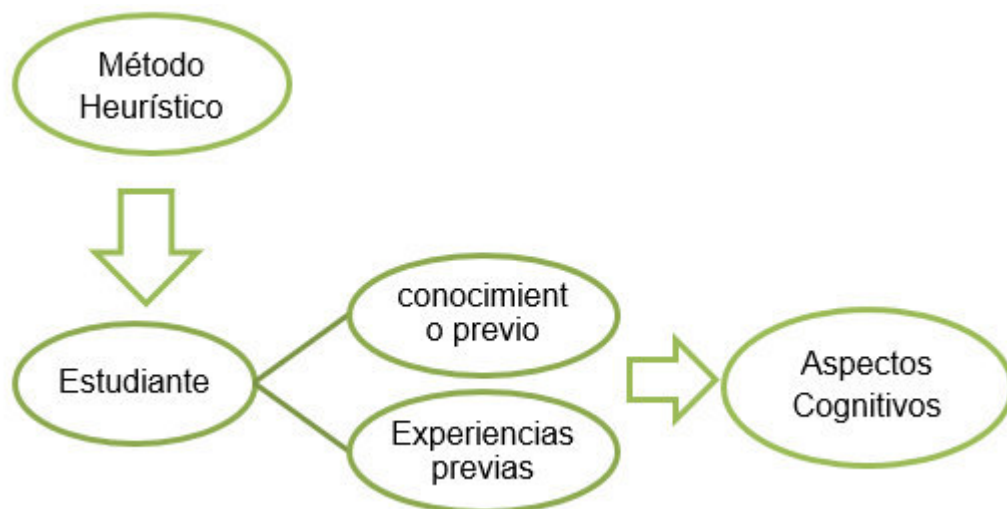 Método
Heurístico
Estudiante
conocimient
o previo
Experiencias
previas
Aspectos
Cognitivos